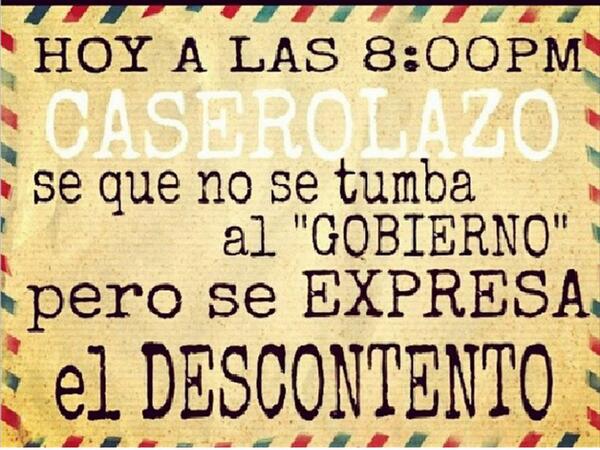 HOY A LAS 8:00PM
CASEROLAZO
se que no se tumba
al "GOBIERNO"
pero se EXPRESA
el DESCONTENTO